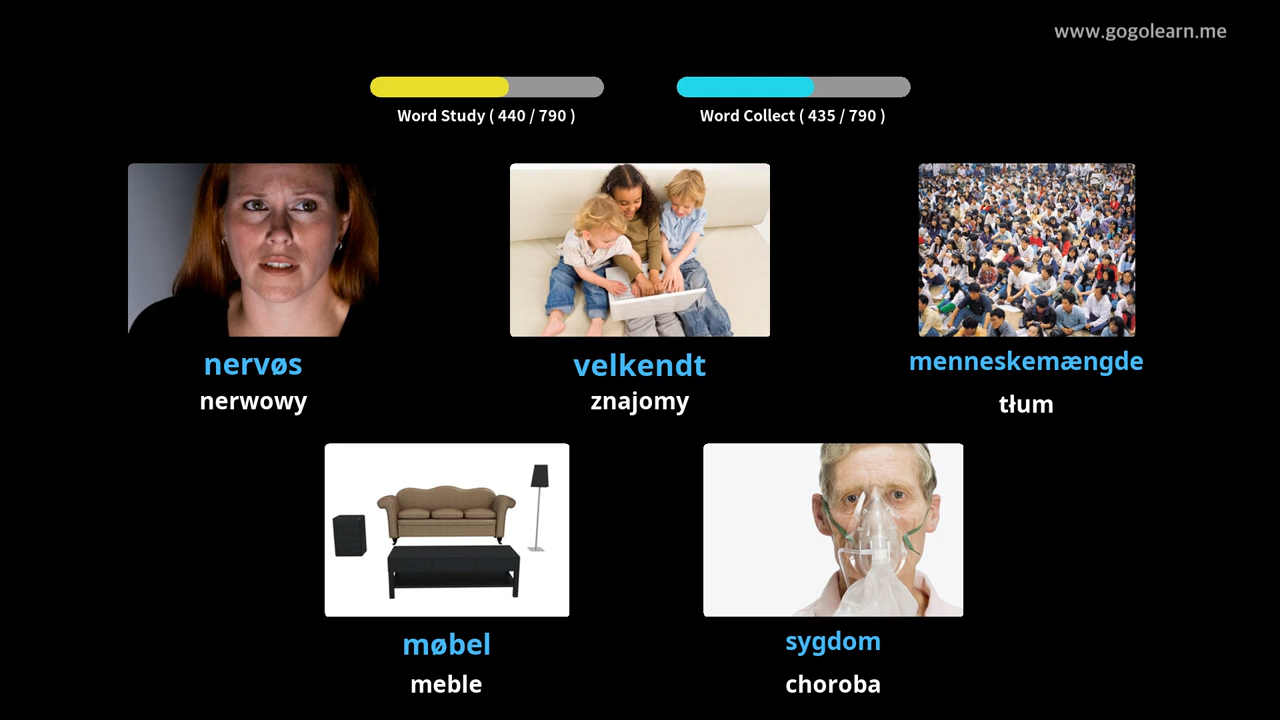 www.gogolearn.me
Word Study ( 440 / 790 )
Word Collect ( 435 / 790 )
nervøs
nerwowy
velkendt
znajomy
menneskemængde
tłum
møbel
meble
sygdom
choroba